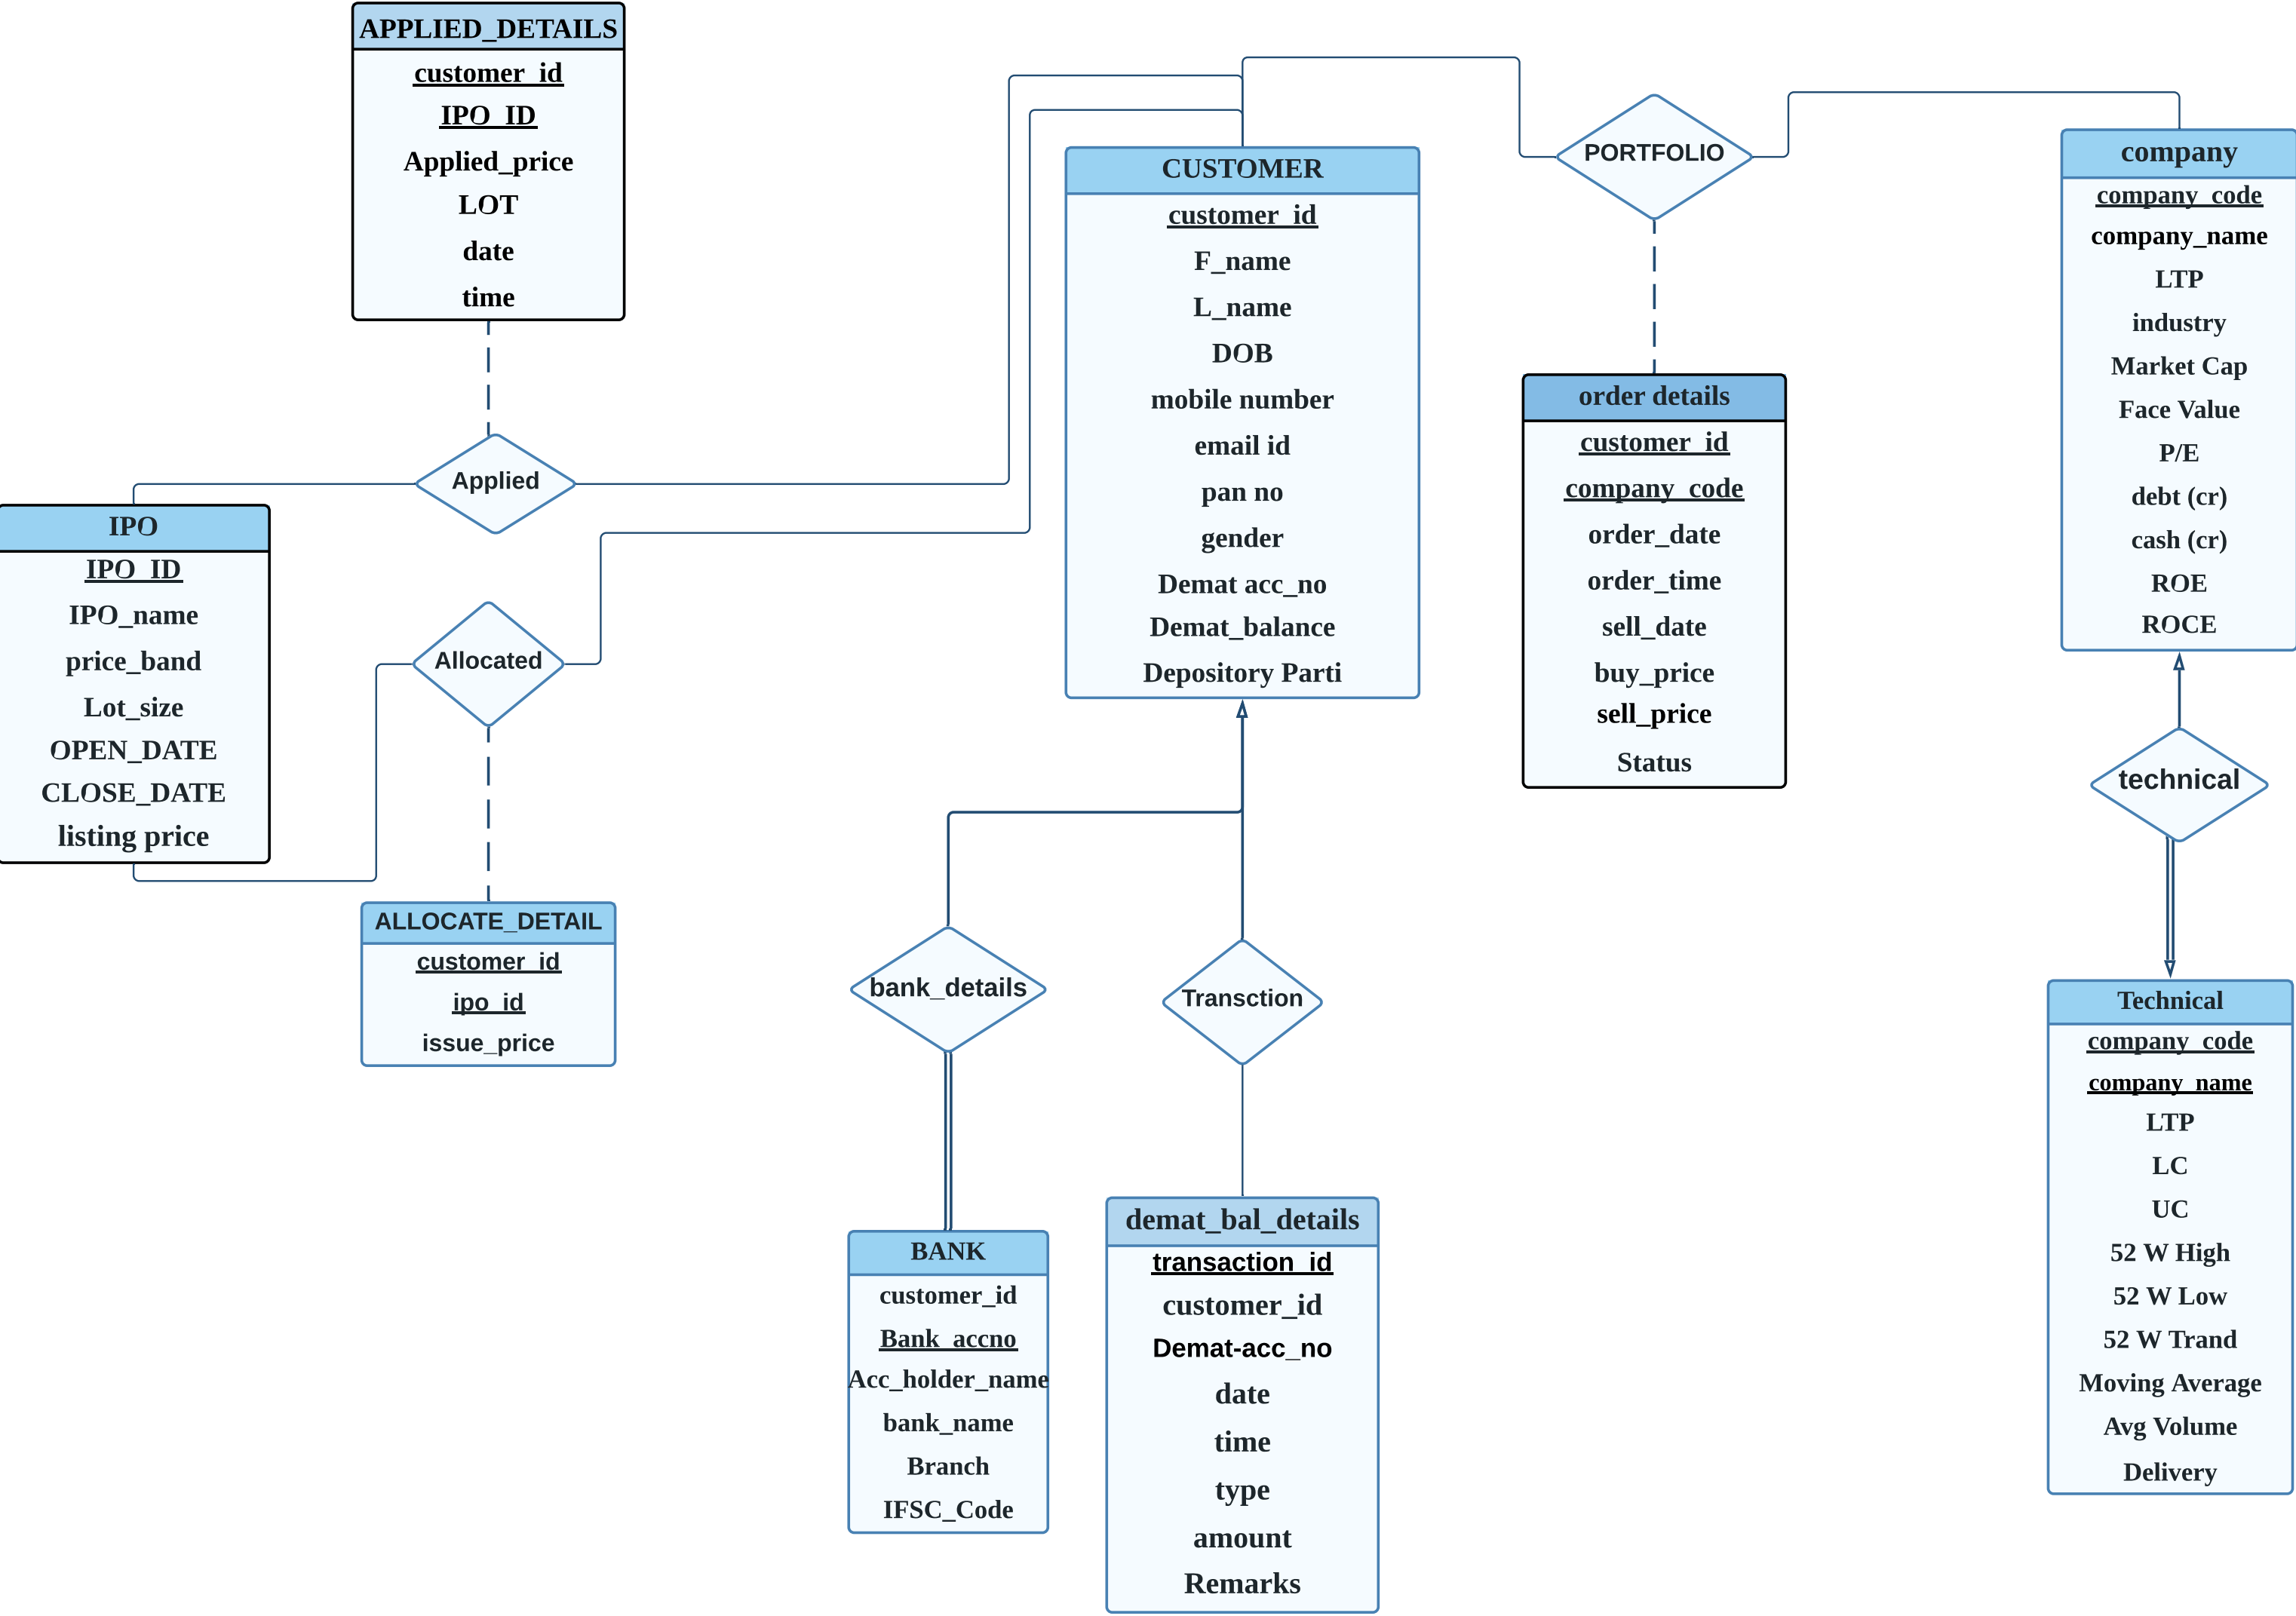 APPLIED_DETAILS
customer_id
IPO_ID
Applied_price
LOT
date
time
Applied
IPO
IPO_ID
IPO_name
price_band
Lot_size
OPEN_DATE
CLOSE_DATE
listing price
Allocated
ALLOCATE_DETAIL
customer_id
ipo_id
issue_price
CUSTOMER
customer_id
F_name
L_name
DOB
mobile number
email id
pan no
gender
Demat acc_no
Demat_balance
Depository Parti
bank_details
Transction
BANK
customer_id
Bank_accno
Acc_holder_name
bank_name
Branch
IFSC_Code
demat_bal_details
transaction_id
customer_id
Demat-acc_no
date
time
type
amount
Remarks
PORTFOLIO
order details
customer_id
company_code
order_date
order_time
sell_date
buy_price
sell_price
Status
company
company_code
company_name
LTP
industry
Market Cap
Face Value
P/E
debt (cr)
cash (cr)
ROE
ROCE
technical
Technical
company_code
company_name
LTP
LC
UC
52 W High
52 W Low
52 W Trand
Moving Average
Avg Volume
Delivery